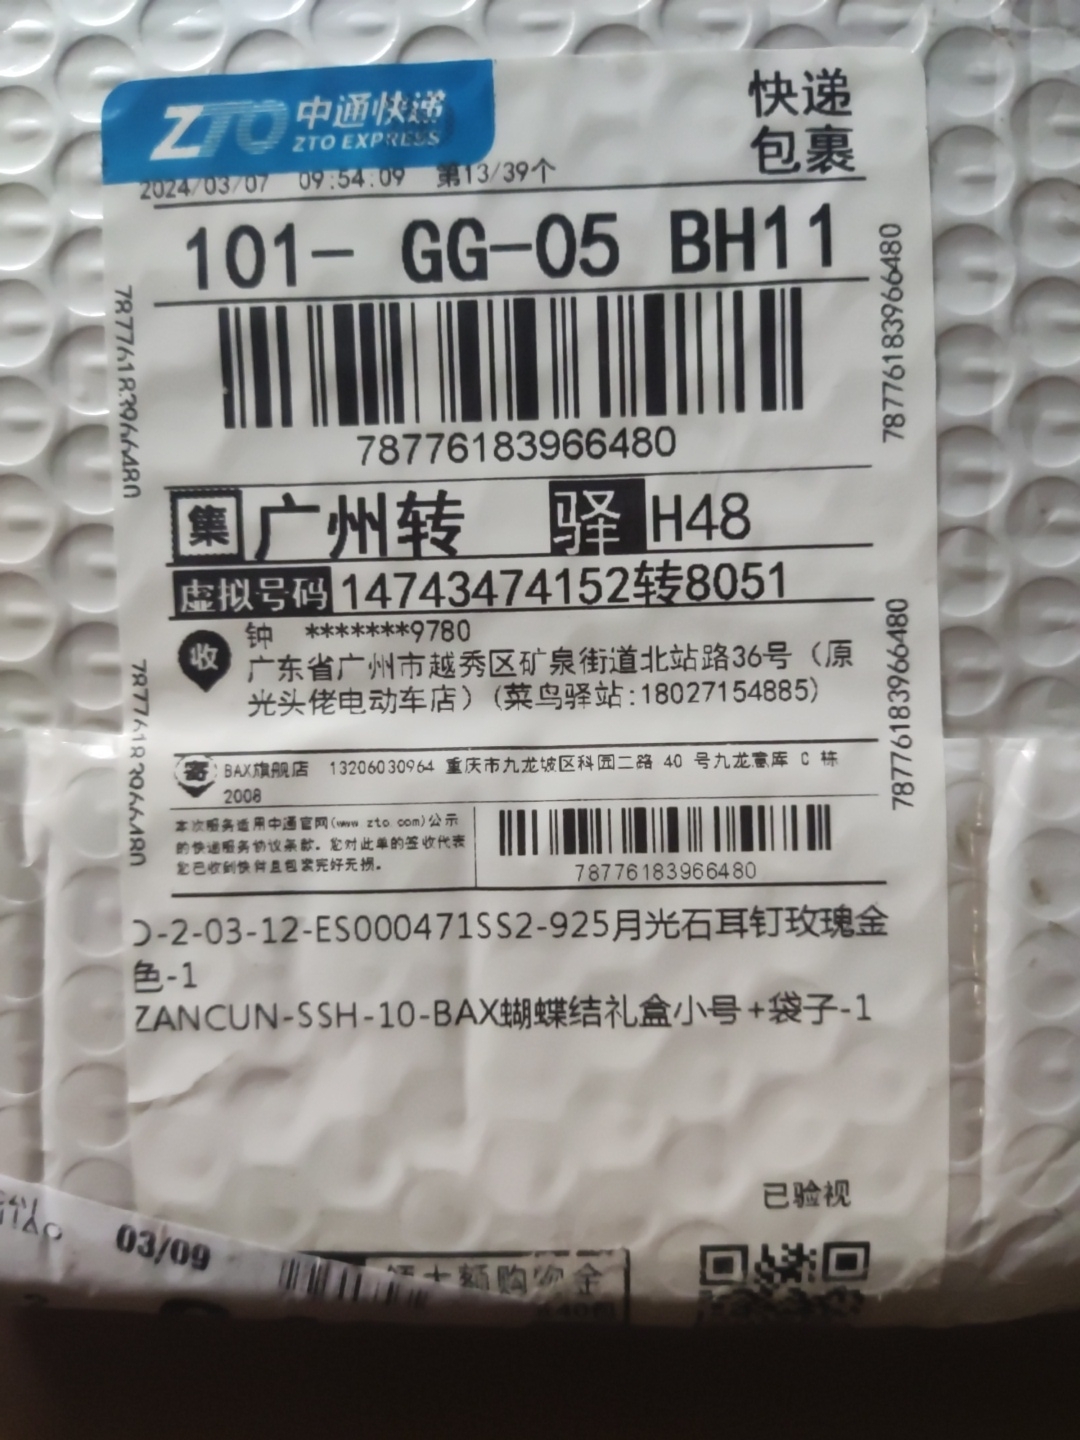 ZTO 中通快递
ZTO EXPRESS
快递
包裹
2024/03/07 09:54:09 第13/39个
101- GG-05 BH11
78776183966480
78776183966480
78776183966480
集 广州转 驿 H48
虚拟号码 14743474152转8051
收 钟 *******9780
广东省广州市越秀区矿泉街道北站路36号（原
光头佬电动车店）(菜鸟驿站:18027154885)
78776183966480
78776183966480
寄 BAX旗舰店 13206030964 重庆市九龙坡区科园二路 40 号九龙意库 C 栋
2008
本次服务适用中通官网(www.zto.com)公示
的快递服务协议条款。您对此单的签收代表
您已收到快件且包裹完好无损。
78776183966480
-2-03-12-ES000471SS2-925月光石耳钉玫瑰金
色-1
ZANCUN-SSH-10-BAX蝴蝶结礼盒小号+袋子-1
已验视
03/09
领大额购物金